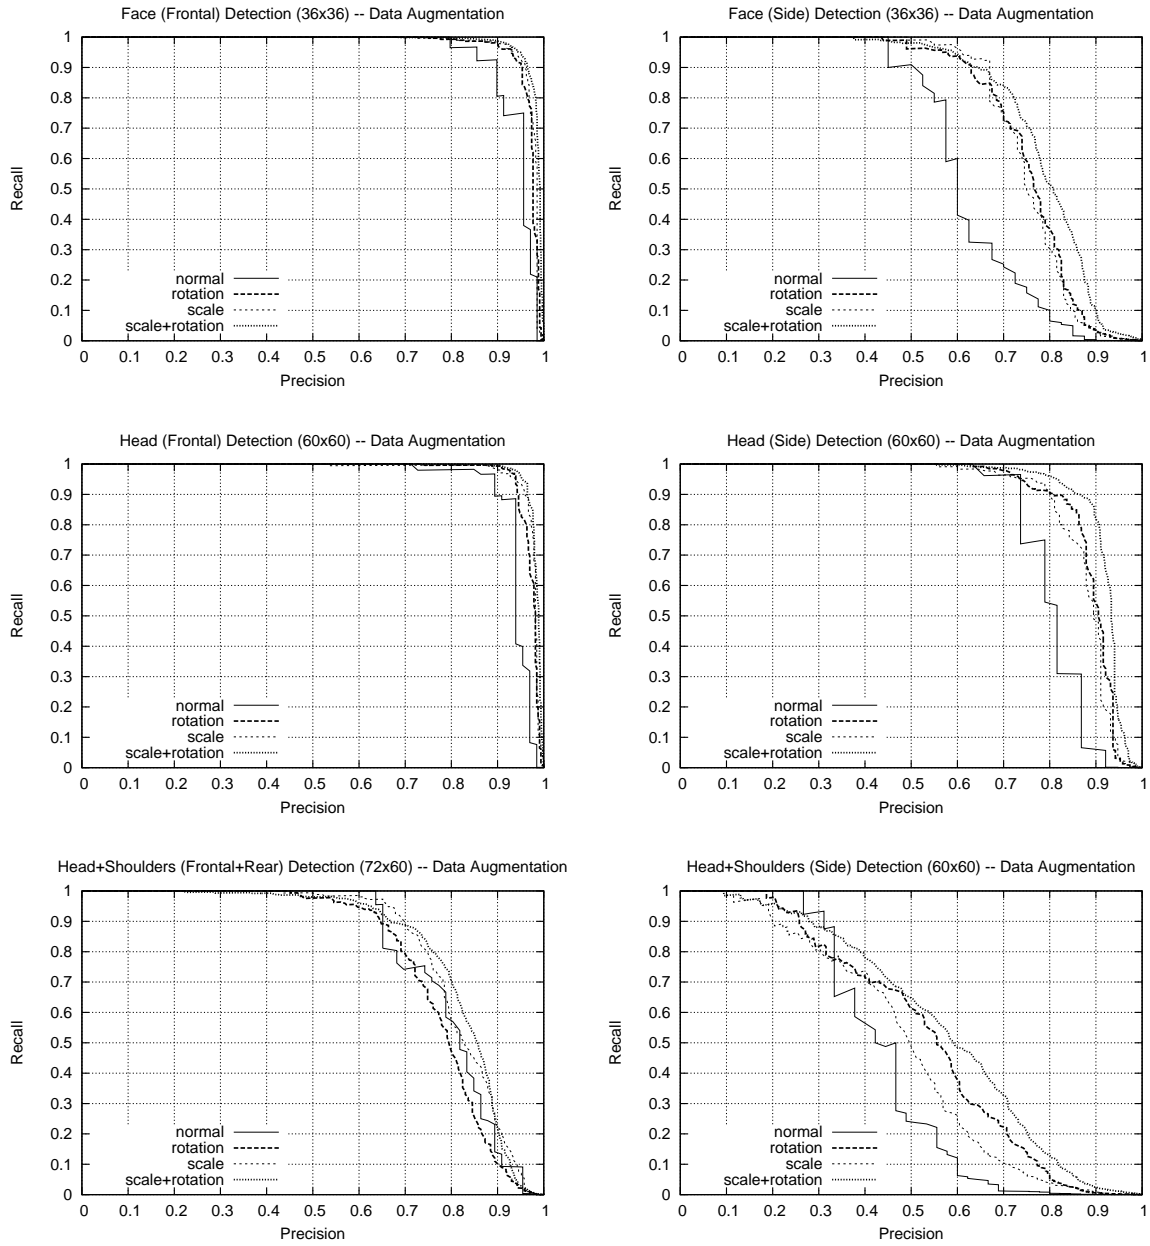 Face (Frontal) Detection (36x36) -- Data Augmentation
1
0.9
0.8
0.7
0.6
0.5
0.4
0.3
0.2
0.1
0
Recall
normal
rotation
scale
scale+rotation
0 0.1 0.2 0.3 0.4 0.5 0.6 0.7 0.8 0.9 1
Precision
Face (Side) Detection (36x36) -- Data Augmentation
1
0.9
0.8
0.7
0.6
0.5
0.4
0.3
0.2
0.1
0
Recall
normal
rotation
scale
scale+rotation
0 0.1 0.2 0.3 0.4 0.5 0.6 0.7 0.8 0.9 1
Precision
Head (Frontal) Detection (60x60) -- Data Augmentation
1
0.9
0.8
0.7
0.6
0.5
0.4
0.3
0.2
0.1
0
Recall
normal
rotation
scale
scale+rotation
0 0.1 0.2 0.3 0.4 0.5 0.6 0.7 0.8 0.9 1
Precision
Head (Side) Detection (60x60) -- Data Augmentation
1
0.9
0.8
0.7
0.6
0.5
0.4
0.3
0.2
0.1
0
Recall
normal
rotation
scale
scale+rotation
0 0.1 0.2 0.3 0.4 0.5 0.6 0.7 0.8 0.9 1
Precision
Head+Shoulders (Frontal+Rear) Detection (72x60) -- Data Augmentation
1
0.9
0.8
0.7
0.6
0.5
0.4
0.3
0.2
0.1
0
Recall
normal
rotation
scale
scale+rotation
0 0.1 0.2 0.3 0.4 0.5 0.6 0.7 0.8 0.9 1
Precision
Head+Shoulders (Side) Detection (60x60) -- Data Augmentation
1
0.9
0.8
0.7
0.6
0.5
0.4
0.3
0.2
0.1
0
Recall
normal
rotation
scale
scale+rotation
0 0.1 0.2 0.3 0.4 0.5 0.6 0.7 0.8 0.9 1
Precision